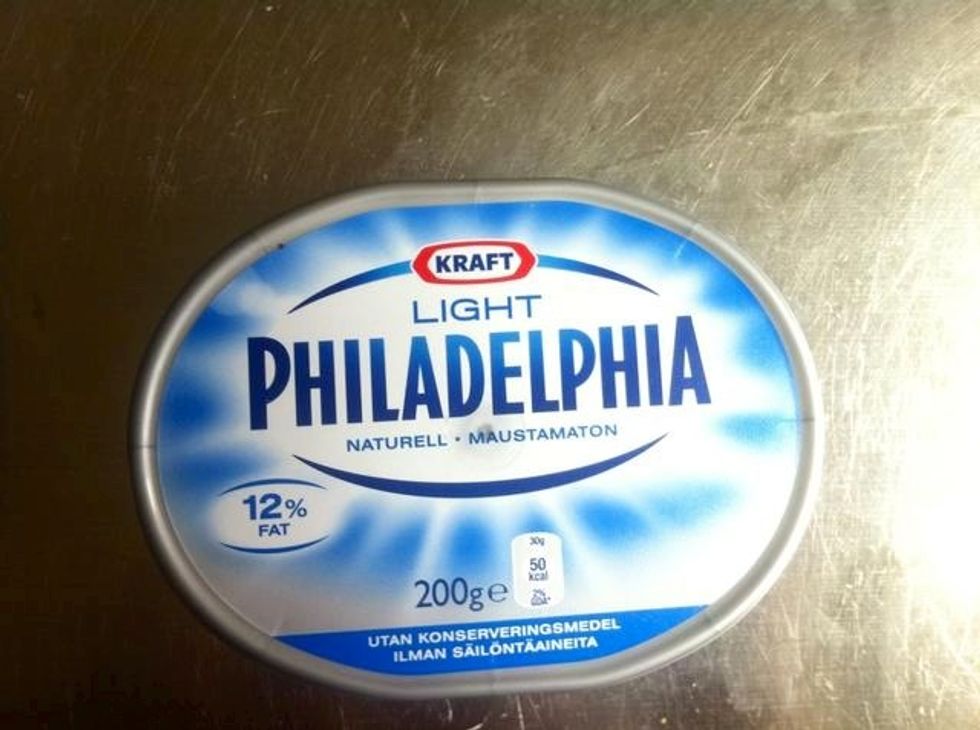 KRAFT
LIGHT
PHILADELPHIA
NATURELL • MAUSTAMATON
12%
FAT
30g
50
kcal
200g e
UTAN KONSERVERINGSMEDEL
ILMAN SÄILÖNTÄAINEITA